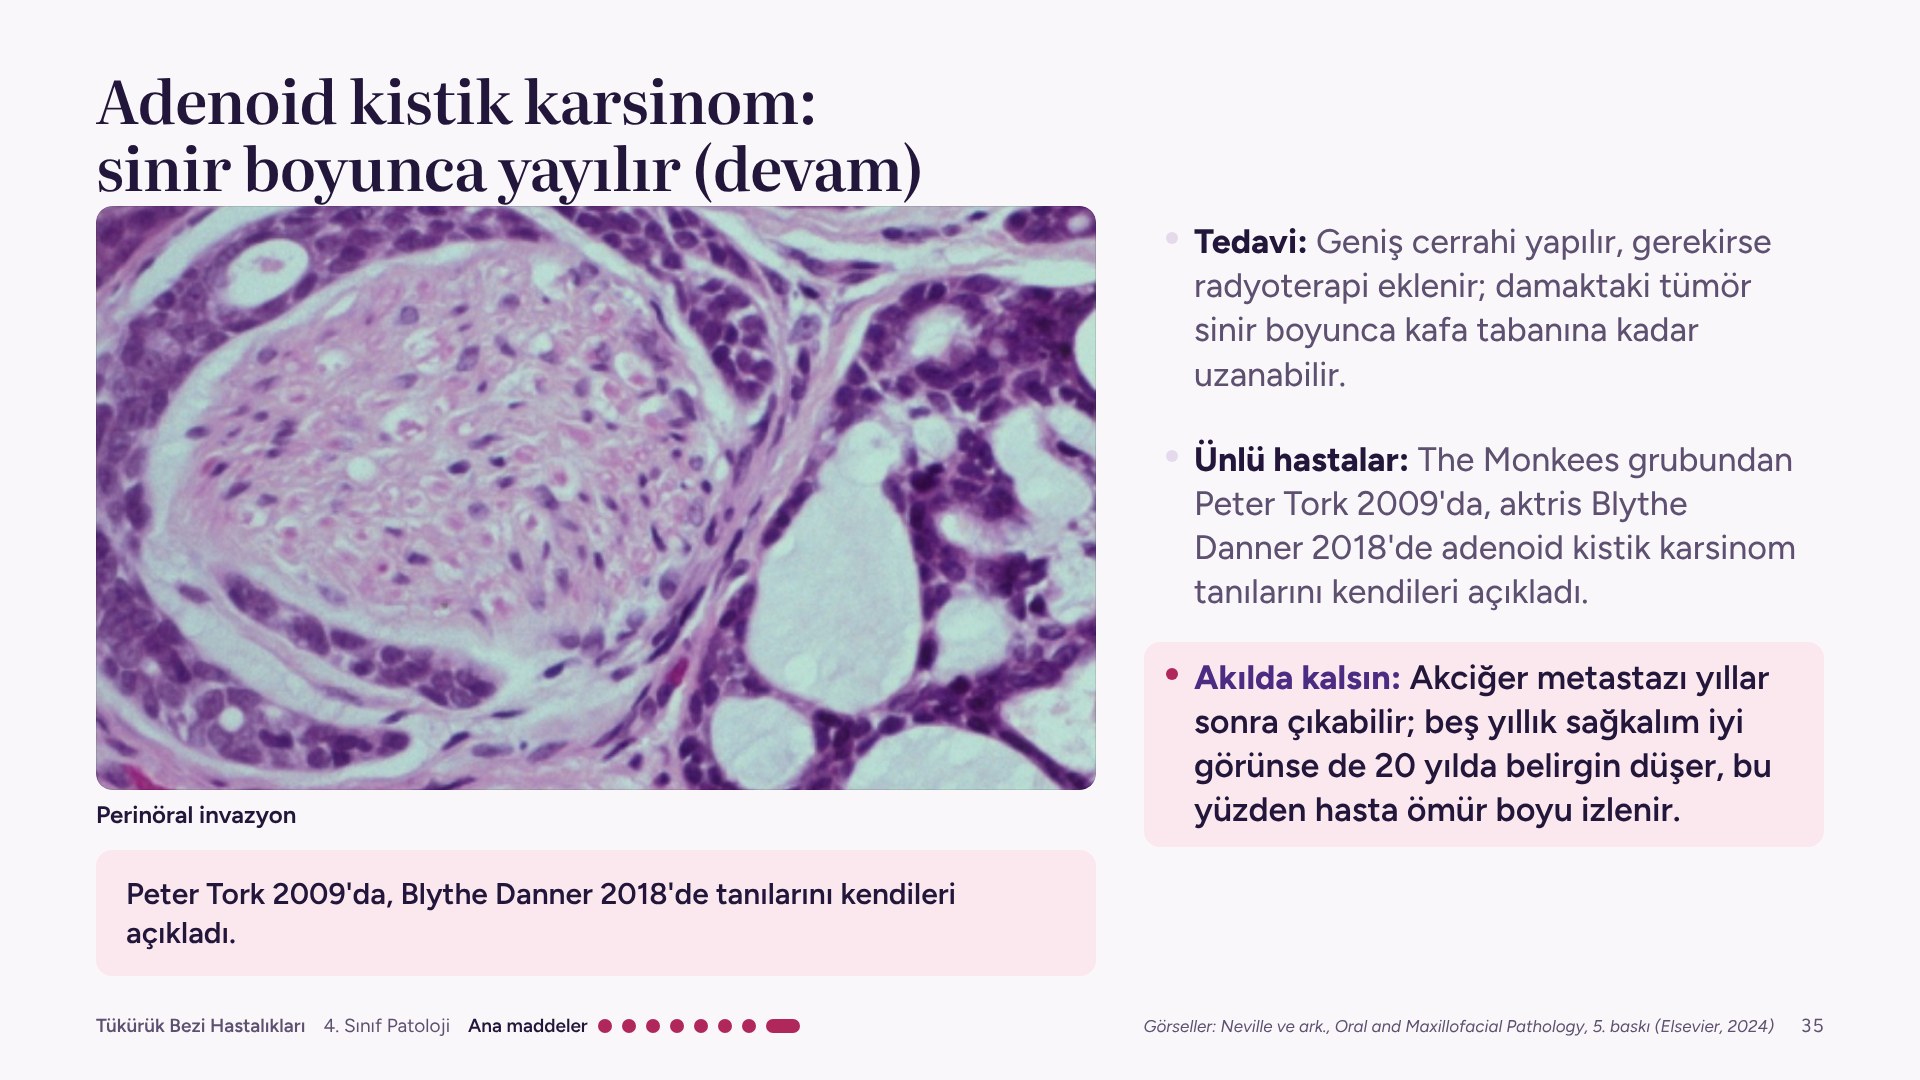 Adenoid kistik karsinom:
sinir boyunca yayılır (devam)
Perinöral invazyon
Peter Tork 2009'da, Blythe Danner 2018'de tanılarını kendileri
açıkladı.
Tedavi: Geniş cerrahi yapılır, gerekirse
radyoterapi eklenir; damaktaki tümör
sinir boyunca kafa tabanına kadar
uzanabilir.
Ünlü hastalar: The Monkees grubundan
Peter Tork 2009'da, aktris Blythe
Danner 2018'de adenoid kistik karsinom
tanılarını kendileri açıkladı.
Akılda kalsın: Akciğer metastazı yıllar
sonra çıkabilir; beş yıllık sağkalım iyi
görünse de 20 yılda belirgin düşer, bu
yüzden hasta ömür boyu izlenir.
Tükürük Bezi Hastalıkları 4. Sınıf Patoloji Ana maddeler
Görseller: Neville ve ark., Oral and Maxillofacial Pathology, 5. baskı (Elsevier, 2024) 35